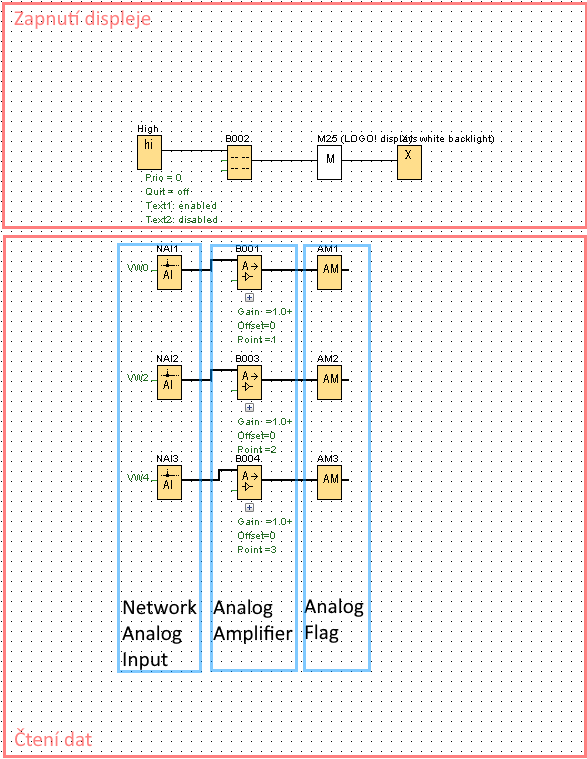 Zapnutí displeje
High
hi
B002
M25 (LOGO! displays white backlight)
M
X
Prio = 0
Quit = off
Text1: enabled
Text2: disabled
NAI1
B001
AM1
VW0
AI
A→
AM
Gain =1.0+
Offset=0
Point =1
NAI2
B003
AM2
VW2
AI
A→
AM
Gain =1.0+
Offset=0
Point =2
NAI3
B004
AM3
VW4
AI
A→
AM
Gain =1.0+
Offset=0
Point =3
Network
Analog
Input
Analog
Amplifier
Analog
Flag
Čtení dat